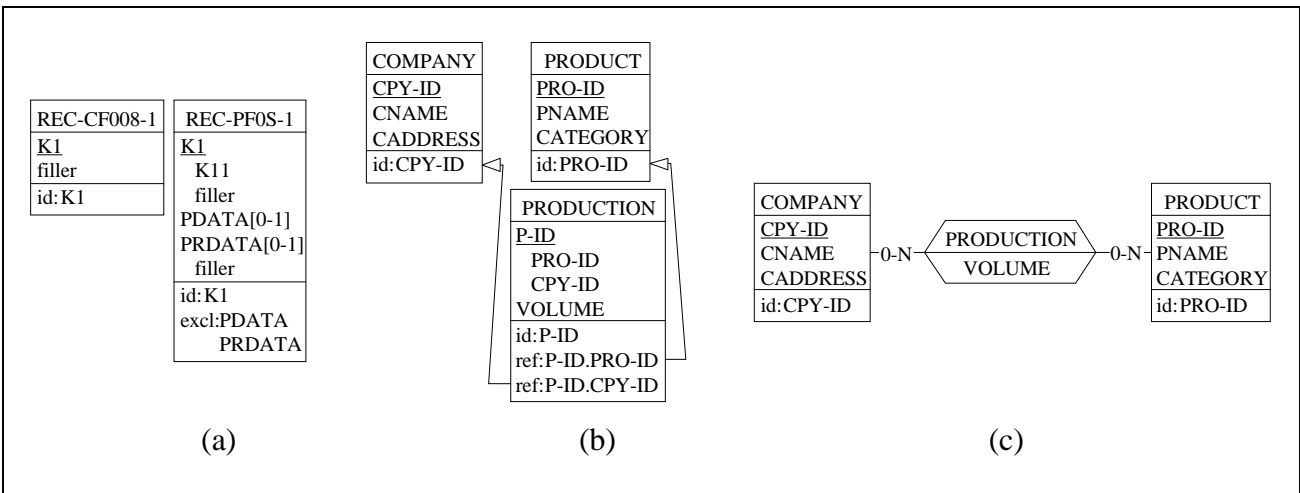 REC-CF008-1
K1
filler
id:K1
REC-PF0S-1
K1
K11
filler
PDATA[0-1]
PRDATA[0-1]
filler
id:K1
excl:PDATA
PRDATA
(a)
COMPANY
CPY-ID
CNAME
CADDRESS
id:CPY-ID
PRODUCT
PRO-ID
PNAME
CATEGORY
id:PRO-ID
PRODUCTION
P-ID
PRO-ID
CPY-ID
VOLUME
id:P-ID
ref:P-ID.PRO-ID
ref:P-ID.CPY-ID
(b)
COMPANY
CPY-ID
CNAME
CADDRESS
id:CPY-ID
0-N
PRODUCTION
VOLUME
0-N
PRODUCT
PRO-ID
PNAME
CATEGORY
id:PRO-ID
(c)